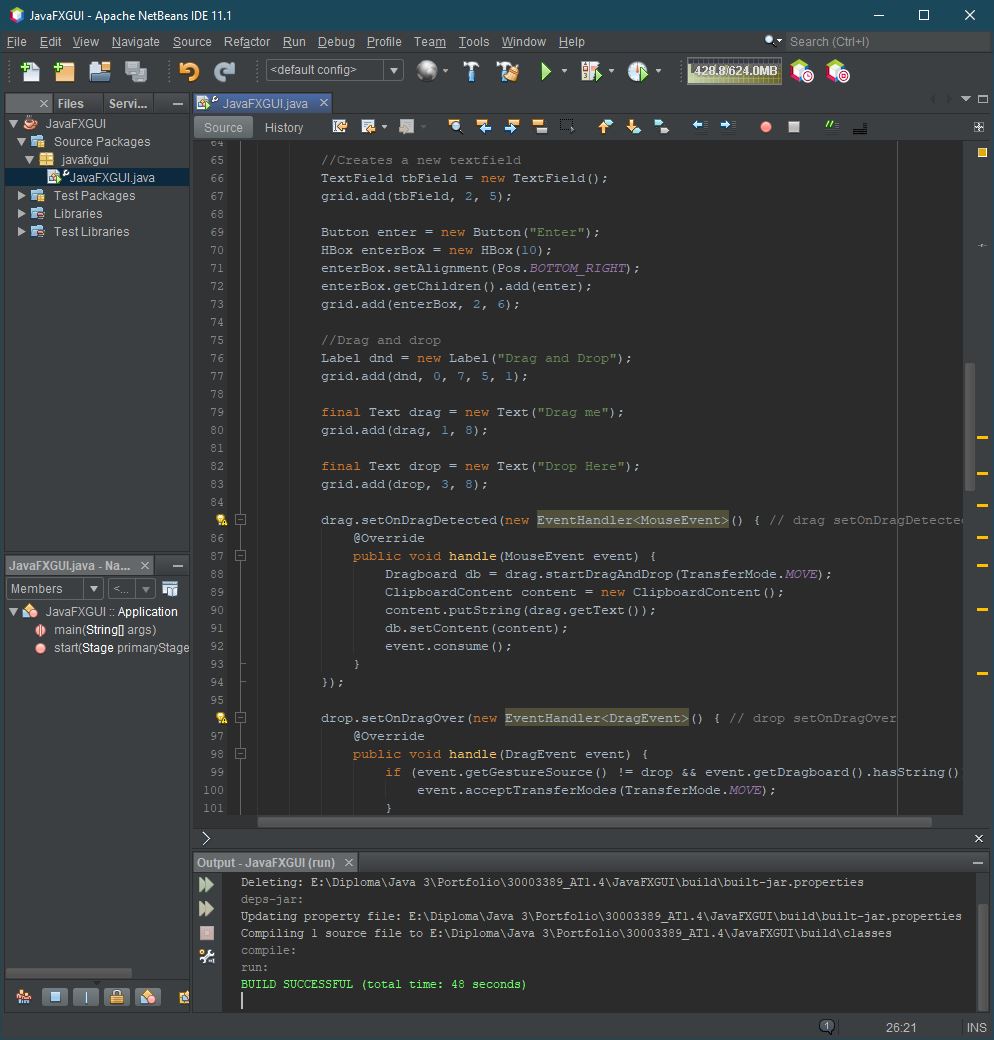 JavaFXGUI - Apache NetBeans IDE 11.1
File Edit View Navigate Source Refactor Run Debug Profile Team Tools Window Help
Search (Ctrl+I)
<default config>
428.8/624.0MB
Files Servi...
JavaFXGUI.java
JavaFXGUI
Source Packages
javafxgui
JavaFXGUI.java
Test Packages
Libraries
Test Libraries
Source History
64
65 //Creates a new textfield
66 TextField tbField = new TextField();
67 grid.add(tbField, 2, 5);
68
69 Button enter = new Button("Enter");
70 HBox enterBox = new HBox(10);
71 enterBox.setAlignment(Pos.BOTTOM_RIGHT);
72 enterBox.getChildren().add(enter);
73 grid.add(enterBox, 2, 6);
74
75 //Drag and drop
76 Label dnd = new Label("Drag and Drop");
77 grid.add(dnd, 0, 7, 5, 1);
78
79 final Text drag = new Text("Drag me");
80 grid.add(drag, 1, 8);
81
82 final Text drop = new Text("Drop Here");
83 grid.add(drop, 3, 8);
84
drag.setOnDragDetected(new EventHandler<MouseEvent>() { // drag setOnDragDetected
86 @Override
87 public void handle(MouseEvent event) {
88 Dragboard db = drag.startDragAndDrop(TransferMode.MOVE);
89 ClipboardContent content = new ClipboardContent();
90 content.putString(drag.getText());
91 db.setContent(content);
92 event.consume();
93 }
94 });
95
drop.setOnDragOver(new EventHandler<DragEvent>() { // drop setOnDragOver
97 @Override
98 public void handle(DragEvent event) {
99 if (event.getGestureSource() != drop && event.getDragboard().hasString()
100 event.acceptTransferModes(TransferMode.MOVE);
101 }
JavaFXGUI.java - Na...
Members <...
JavaFXGUI :: Application
main(String[] args)
start(Stage primaryStage
Output - JavaFXGUI (run)
Deleting: E:\Diploma\Java 3\Portfolio\30003389_AT1.4\JavaFXGUI\build\built-jar.properties
deps-jar:
Updating property file: E:\Diploma\Java 3\Portfolio\30003389_AT1.4\JavaFXGUI\build\built-jar.properties
Compiling 1 source file to E:\Diploma\Java 3\Portfolio\30003389_AT1.4\JavaFXGUI\build\classes
compile:
run:
BUILD SUCCESSFUL (total time: 48 seconds)
1 26:21 INS